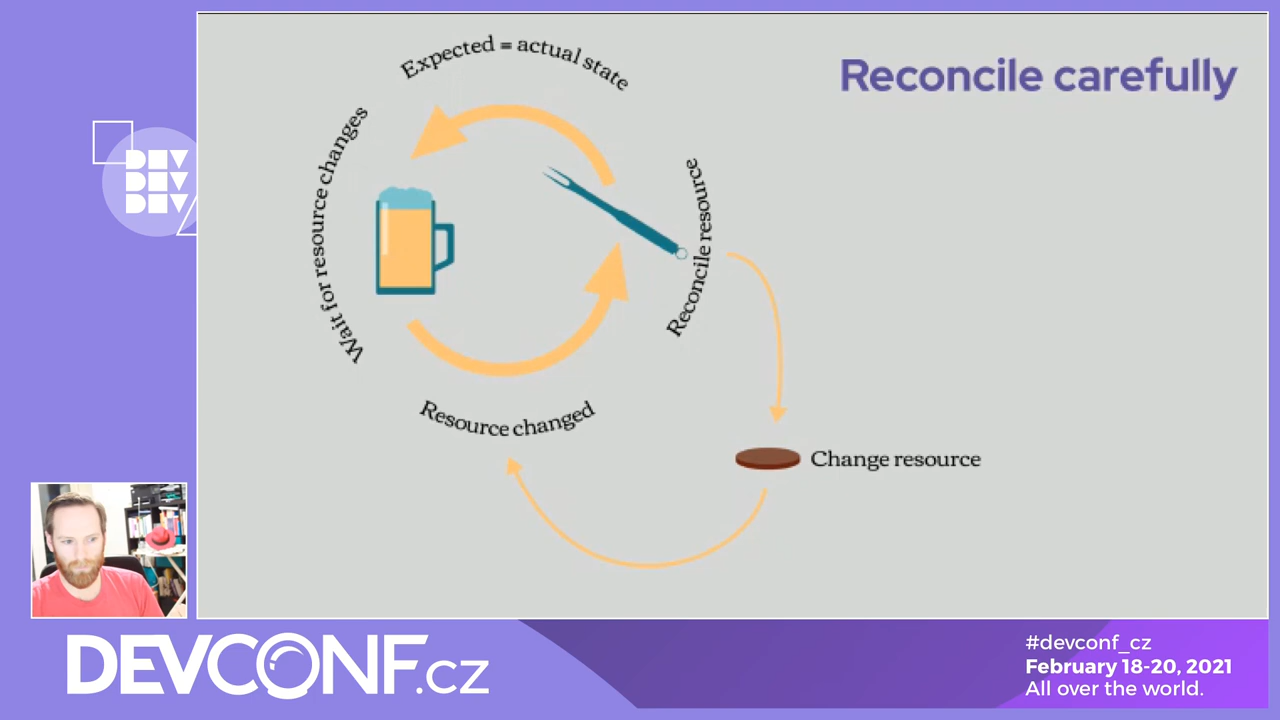 Reconcile carefully
Expected = actual state
Wait for resource changes
Reconcile resource
Resource changed
Change resource
DEV
DEV
DEV
DEVCONF.cz
#devconf_cz
February 18-20, 2021
All over the world.